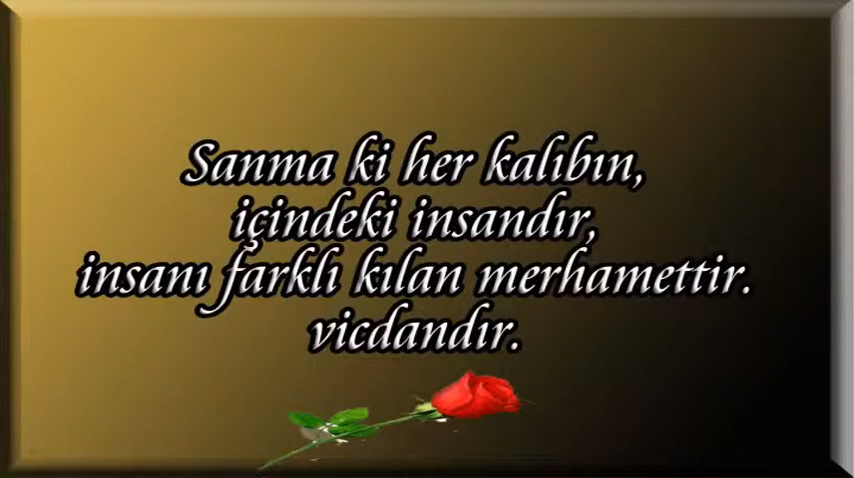 Sanma ki her kalıbın,
içindeki insandır,
insanı farklı kılan merhamettir.
vicdandır.